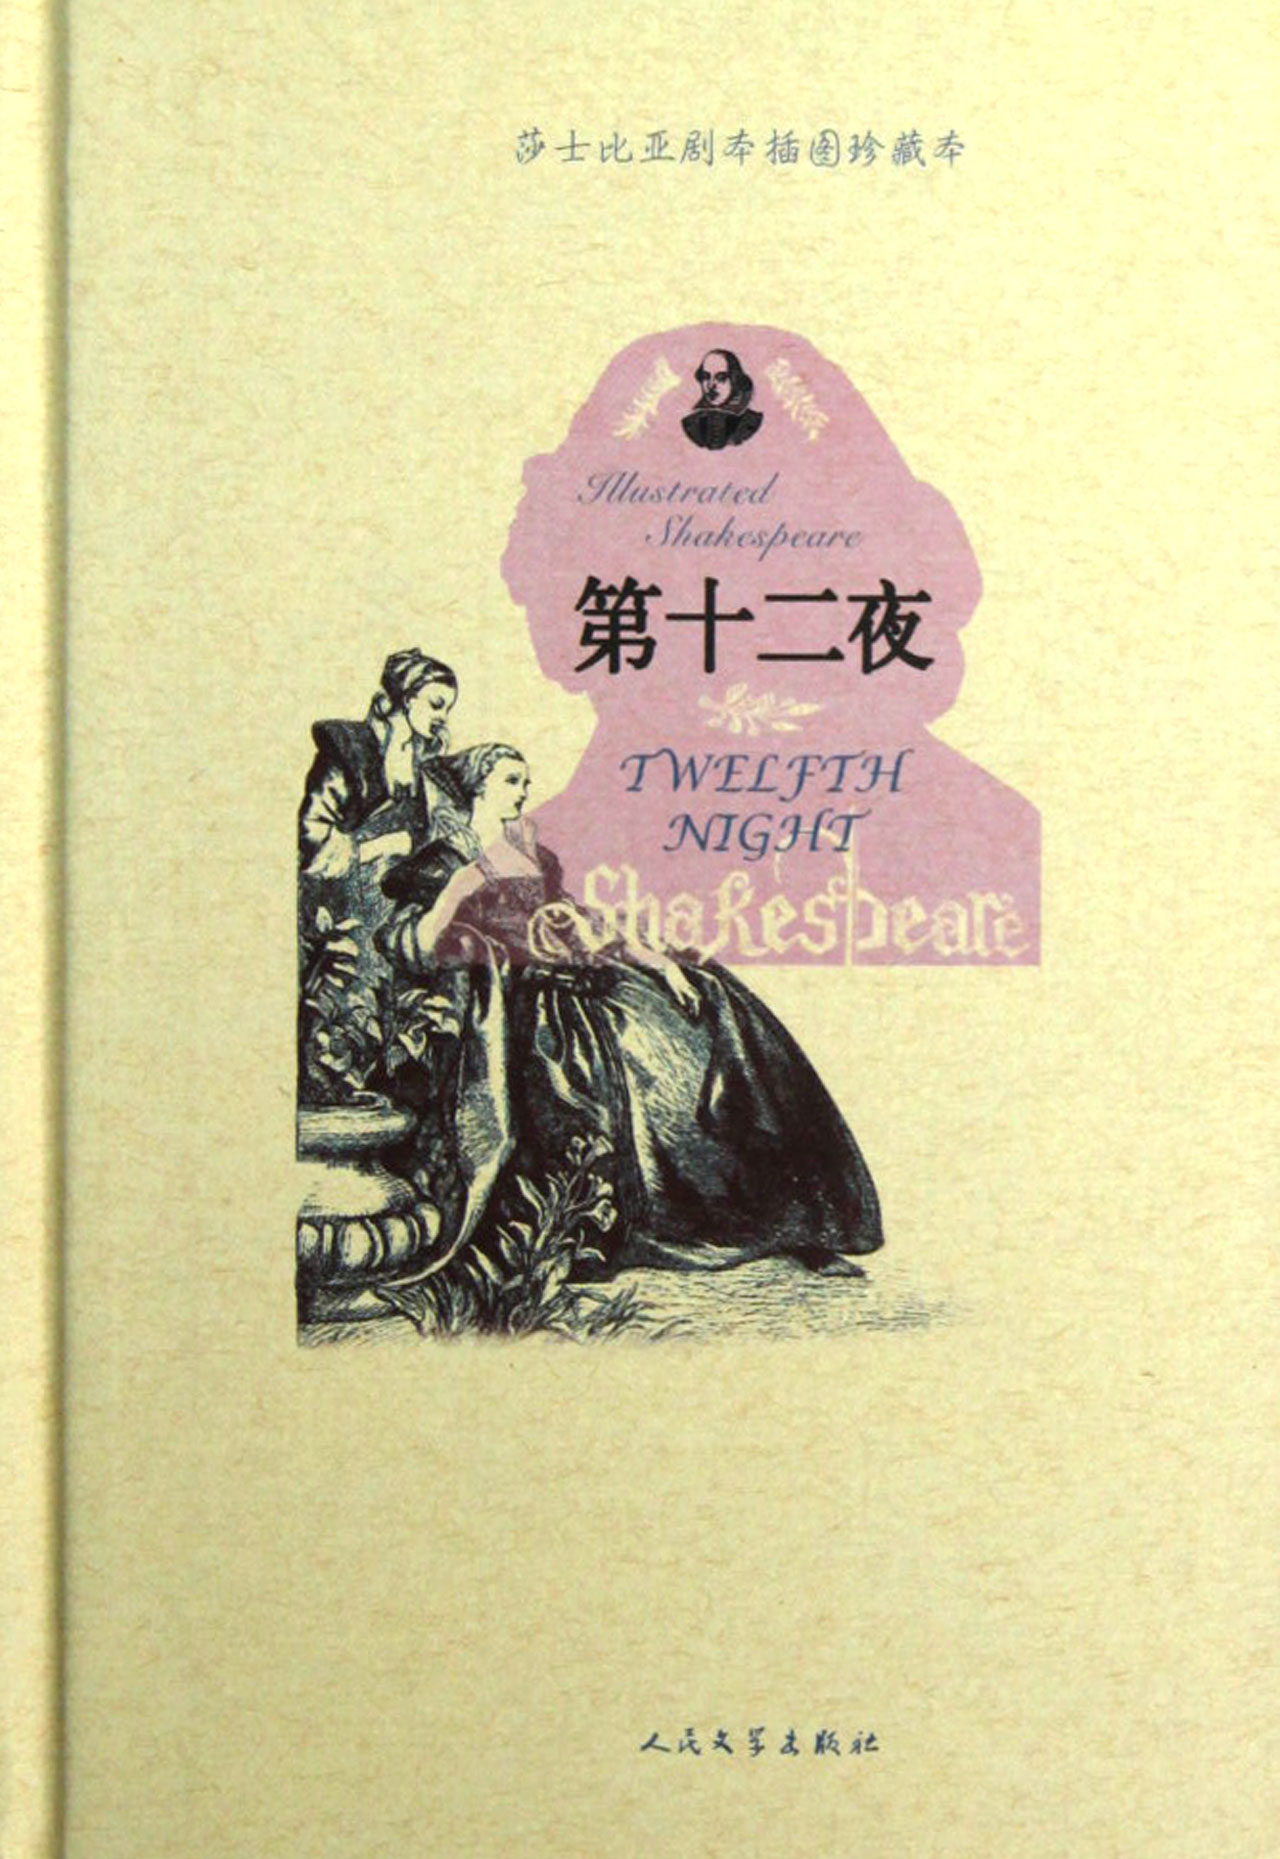 莎士比亚剧本插图珍藏本
Illustrated
Shakespeare
第十二夜
TWELFTH
NIGHT
Shakespeare
人民文学出版社